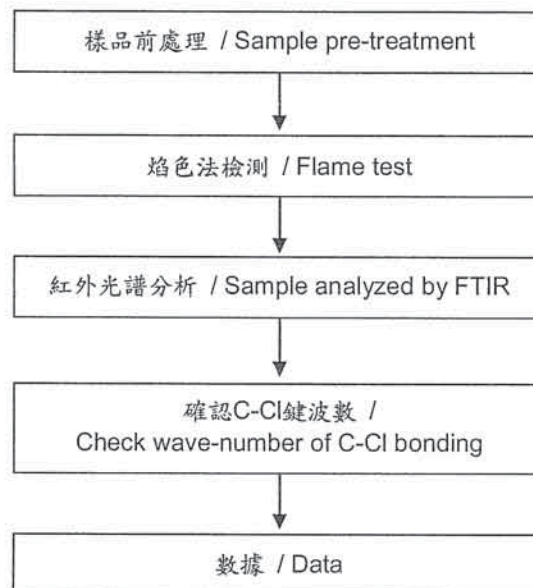 樣品前處理 / Sample pre-treatment
焰色法檢測 / Flame test
紅外光譜分析 / Sample analyzed by FTIR
確認C-Cl鍵波數 /
Check wave-number of C-Cl bonding
數據 / Data